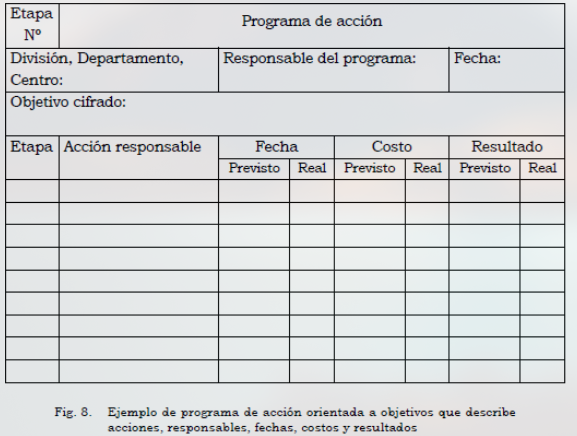 Etapa Nº Programa de acción
División, Departamento, Centro: Responsable del programa: Fecha:
Objetivo cifrado:
Etapa Acción responsable Fecha Costo Resultado
Previsto Real Previsto Real Previsto Real
Fig. 8. Ejemplo de programa de acción orientada a objetivos que describe
acciones, responsables, fechas, costos y resultados